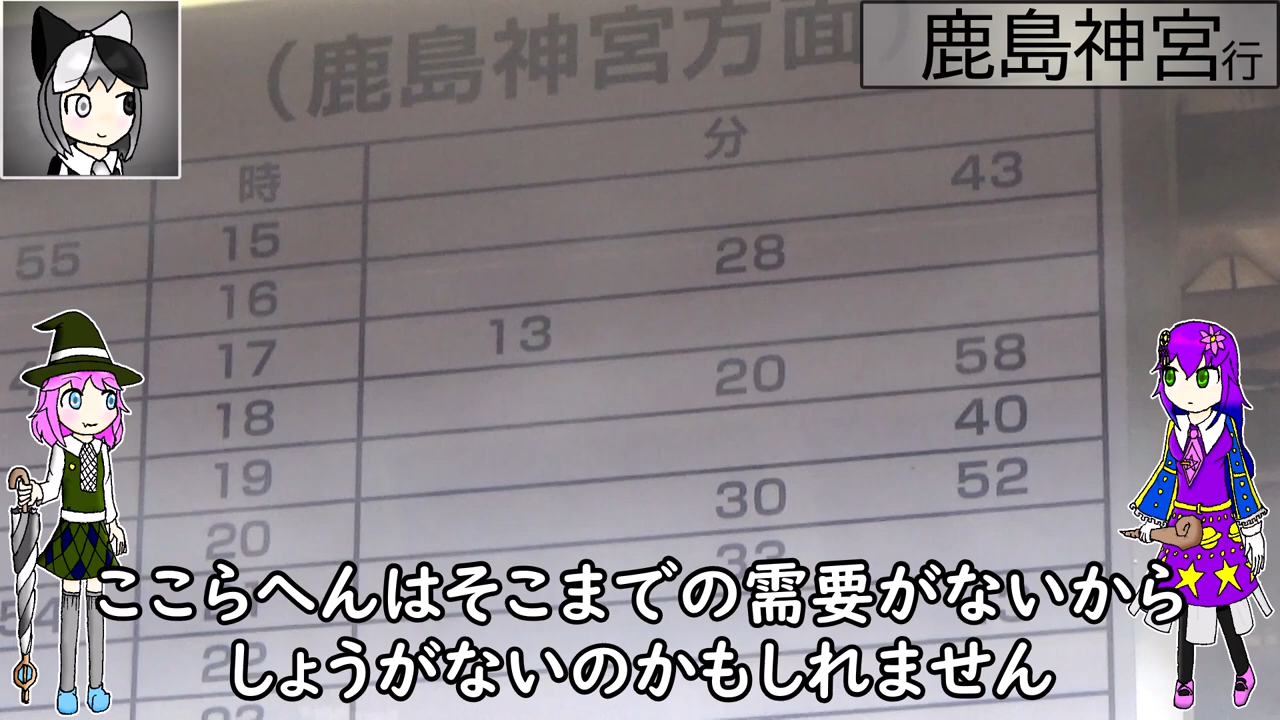 鹿島神宮行
(鹿島神宮方面)
時 分
55 15 43
16 28
17 13
18 20 58
19 40
20 30 52
54
22
ここらへんはそこまでの需要がないから
しょうがないのかもしれません